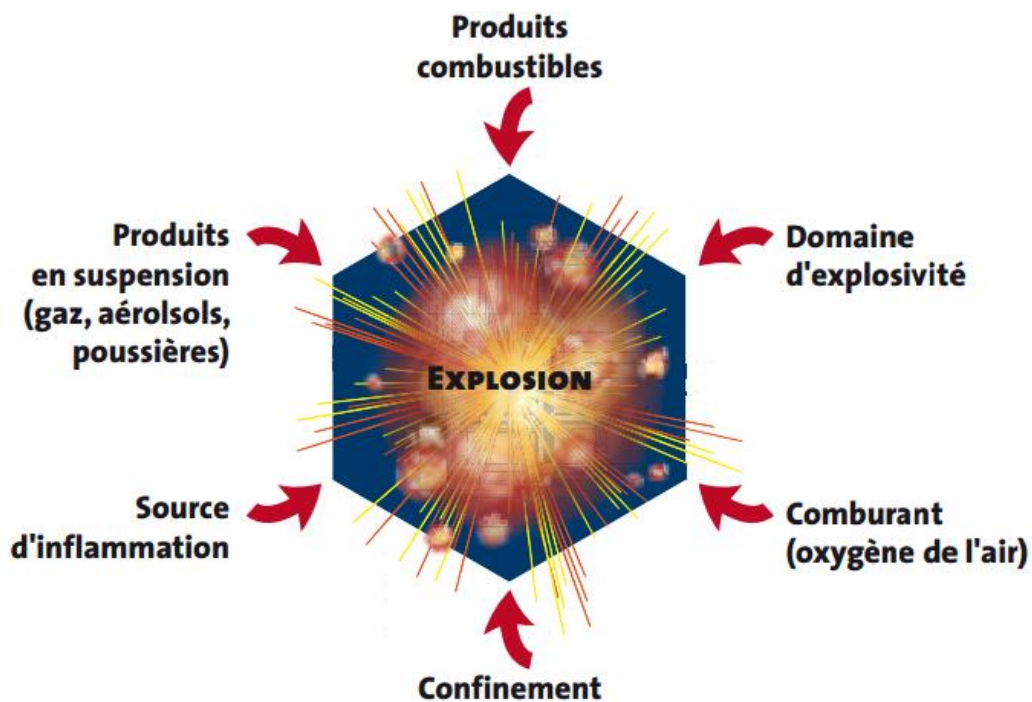 Produits
combustibles
Produits
en suspension
(gaz, aérolsols,
poussières)
Domaine
d'explosivité
EXPLOSION
Source
d'inflammation
Comburant
(oxygène de l'air)
Confinement